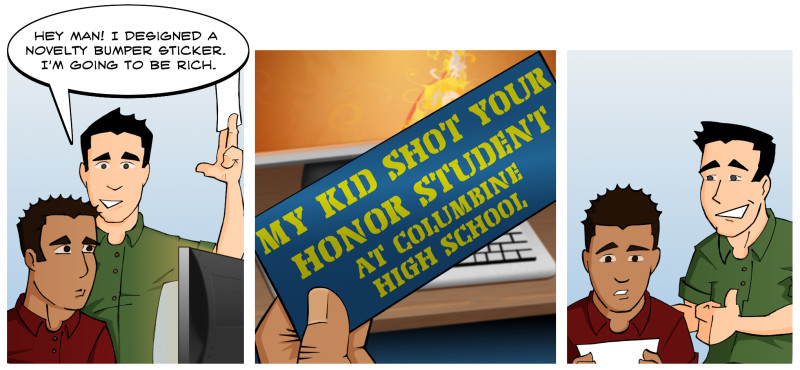 HEY MAN! I DESIGNED A
NOVELTY BUMPER STICKER.
I'M GOING TO BE RICH.
MY KID SHOT YOUR
HONOR STUDENT
AT COLUMBINE
HIGH SCHOOL